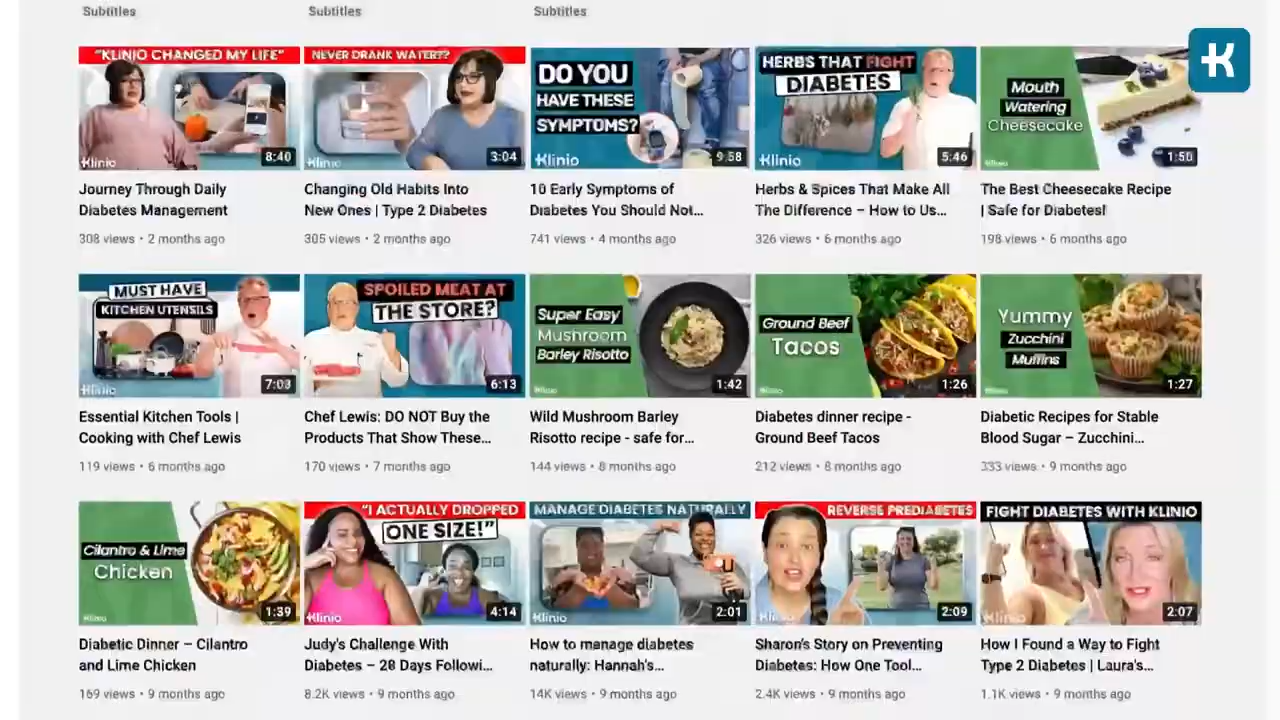 Subtitles
Subtitles
Subtitles
K
"KLINIO CHANGED MY LIFE"
Klinio
8:40
Journey Through Daily
Diabetes Management
308 views • 2 months ago
NEVER DRANK WATER??
Klinio
3:04
Changing Old Habits Into
New Ones | Type 2 Diabetes
305 views • 2 months ago
DO YOU
HAVE THESE
SYMPTOMS?
Klinio
9:58
10 Early Symptoms of
Diabetes You Should Not...
741 views • 4 months ago
HERBS THAT FIGHT
DIABETES
Klinio
5:46
Herbs & Spices That Make All
The Difference – How to Us...
326 views • 6 months ago
Mouth
Watering
Cheesecake
1:50
The Best Cheesecake Recipe
| Safe for Diabetes!
198 views • 6 months ago
MUST HAVE
KITCHEN UTENSILS
Klinio
7:03
Essential Kitchen Tools |
Cooking with Chef Lewis
119 views • 6 months ago
SPOILED MEAT AT
THE STORE?
6:13
Chef Lewis: DO NOT Buy the
Products That Show These...
170 views • 7 months ago
Super Easy
Mushroom
Barley Risotto
Klinio
1:42
Wild Mushroom Barley
Risotto recipe - safe for...
144 views • 8 months ago
Ground Beef
Tacos
Klinio
1:26
Diabetes dinner recipe -
Ground Beef Tacos
212 views • 8 months ago
Yummy
Zucchini
Muffins
Klinio
1:27
Diabetic Recipes for Stable
Blood Sugar – Zucchini...
333 views • 9 months ago
Cilantro & Lime
Chicken
Klinio
1:39
Diabetic Dinner – Cilantro
and Lime Chicken
169 views • 9 months ago
"I ACTUALLY DROPPED
ONE SIZE!"
Klinio
4:14
Judy's Challenge With
Diabetes – 28 Days Followi...
8.2K views • 9 months ago
MANAGE DIABETES NATURALLY
Klinio
2:01
How to manage diabetes
naturally: Hannah's...
14K views • 9 months ago
REVERSE PREDIABETES
Klinio
2:09
Sharon's Story on Preventing
Diabetes: How One Tool...
2.4K views • 9 months ago
FIGHT DIABETES WITH KLINIO
Klinio
2:07
How I Found a Way to Fight
Type 2 Diabetes | Laura's...
1.1K views • 9 months ago